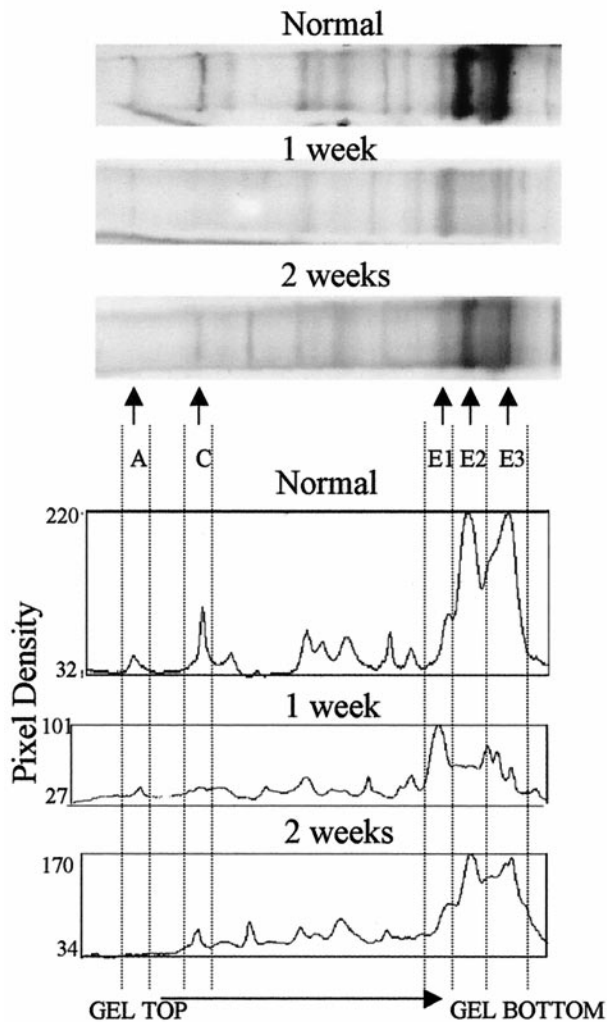 Normal
1 week
2 weeks
A C E1 E2 E3
Normal
220
32
Pixel Density
1 week
101
27
2 weeks
170
34
GEL TOP GEL BOTTOM